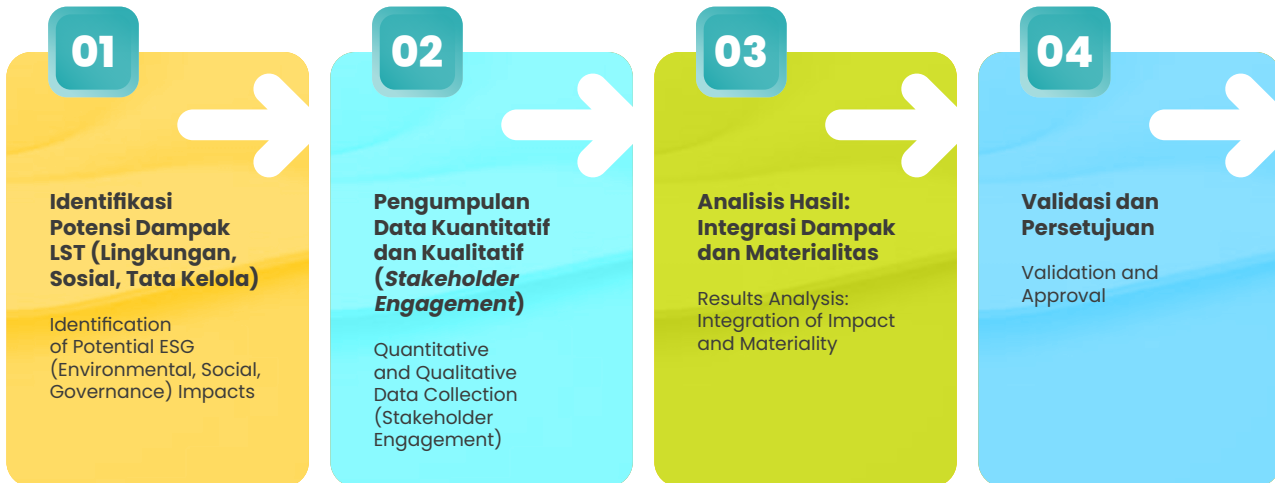 01
Identifikasi
Potensi Dampak
LST (Lingkungan,
Sosial, Tata Kelola)
Identification
of Potential ESG
(Environmental, Social,
Governance) Impacts
02
Pengumpulan
Data Kuantitatif
dan Kualitatif
(Stakeholder
Engagement)
Quantitative
and Qualitative
Data Collection
(Stakeholder
Engagement)
03
Analisis Hasil:
Integrasi Dampak
dan Materialitas
Results Analysis:
Integration of Impact
and Materiality
04
Validasi dan
Persetujuan
Validation and
Approval